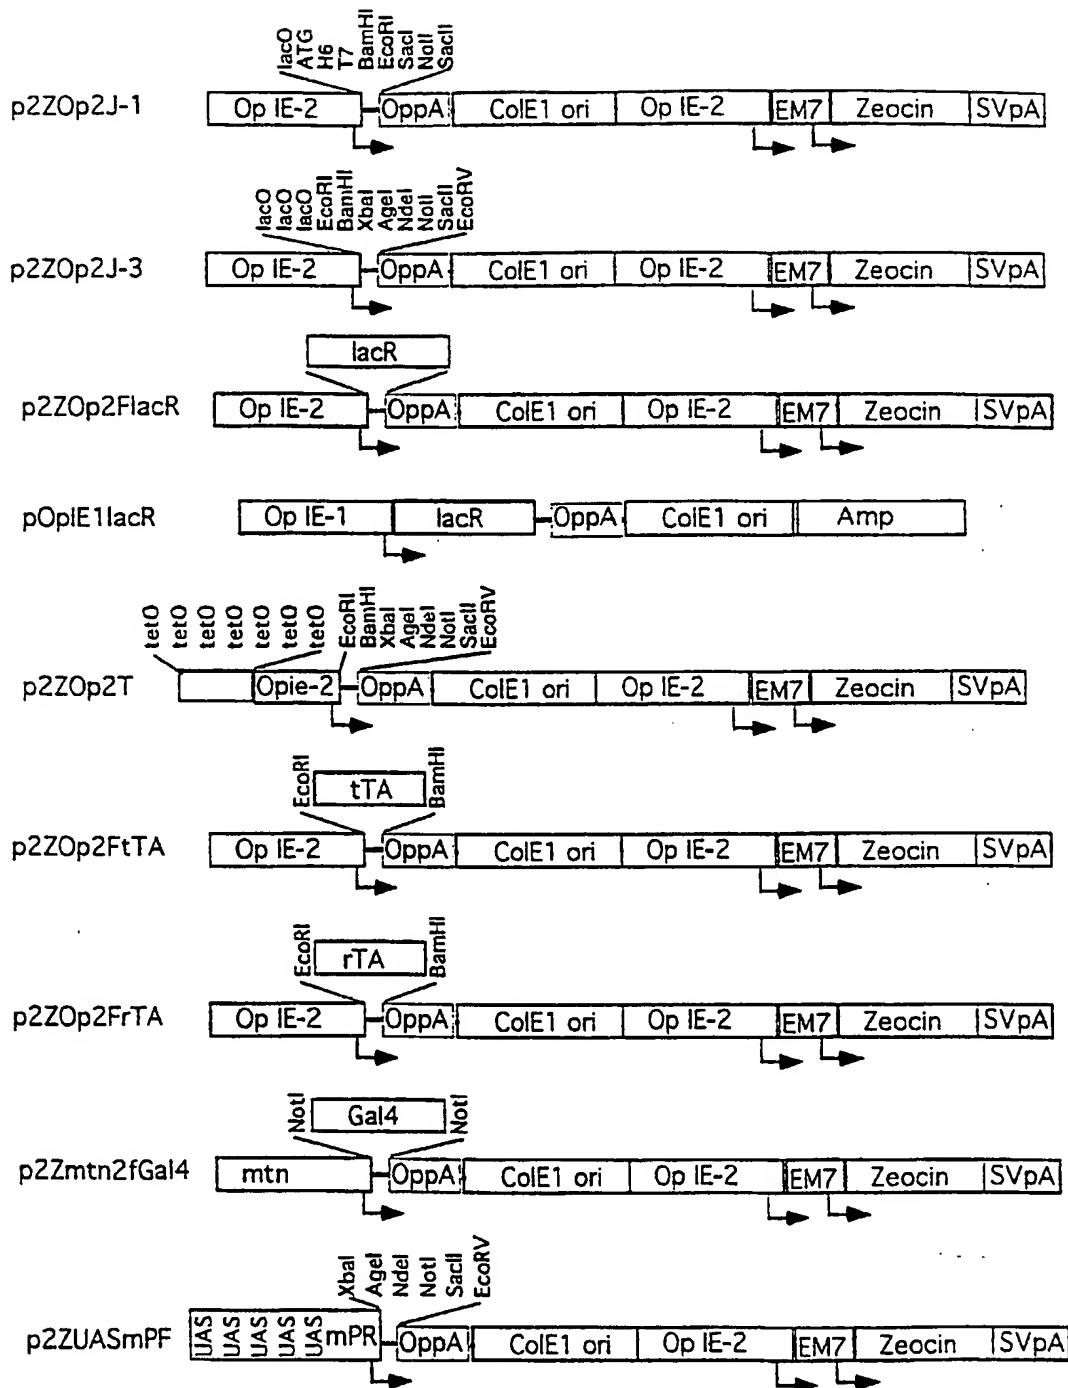 lacO ATG H6 T7 BamHI EcoRI SacI NotI SacII
p2ZOp2J-1 Op IE-2 OppA ColE1 ori Op IE-2 EM7 Zeocin SVpA
lacO lacO lacO EcoRI BamHI XbaI AgeI NdeI NotI SacII EcoRV
p2ZOp2J-3 Op IE-2 OppA ColE1 ori Op IE-2 EM7 Zeocin SVpA
lacR
p2ZOp2FlacR Op IE-2 OppA ColE1 ori Op IE-2 EM7 Zeocin SVpA
pOpIE1lacR Op IE-1 lacR OppA ColE1 ori Amp
tetO tetO tetO tetO tetO tetO tetO EcoRI BamHI XbaI AgeI NdeI NotI SacII EcoRV
p2ZOp2T Opie-2 OppA ColE1 ori Op IE-2 EM7 Zeocin SVpA
EcoRI tTA BamHI
p2ZOp2FtTA Op IE-2 OppA ColE1 ori Op IE-2 EM7 Zeocin SVpA
EcoRI rTA BamHI
p2ZOp2FrTA Op IE-2 OppA ColE1 ori Op IE-2 EM7 Zeocin SVpA
NotI Gal4 NotI
p2Zmtn2fGal4 mtn OppA ColE1 ori Op IE-2 EM7 Zeocin SVpA
XbaI AgeI NdeI NotI SacII EcoRV
p2ZUASmPF UAS UAS UAS UAS UAS mPR OppA ColE1 ori Op IE-2 EM7 Zeocin SVpA